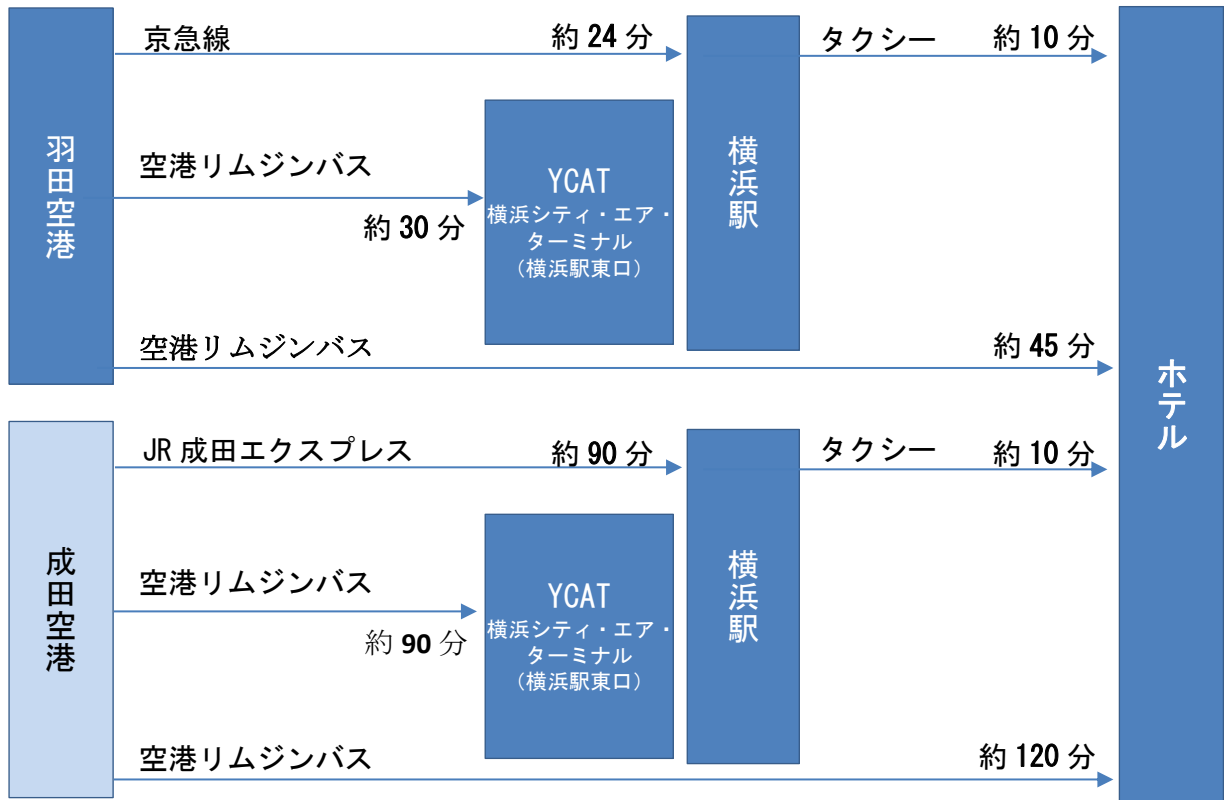 京急線 約 24 分 タクシー 約 10 分
羽田空港
空港リムジンバス
約 30 分
YCAT
横浜シティ・エア・
ターミナル
（横浜駅東口）
横浜駅
空港リムジンバス 約 45 分
ホテル
JR 成田エクスプレス 約 90 分 タクシー 約 10 分
成田空港
空港リムジンバス
約 90 分
YCAT
横浜シティ・エア・
ターミナル
（横浜駅東口）
横浜駅
空港リムジンバス 約 120 分